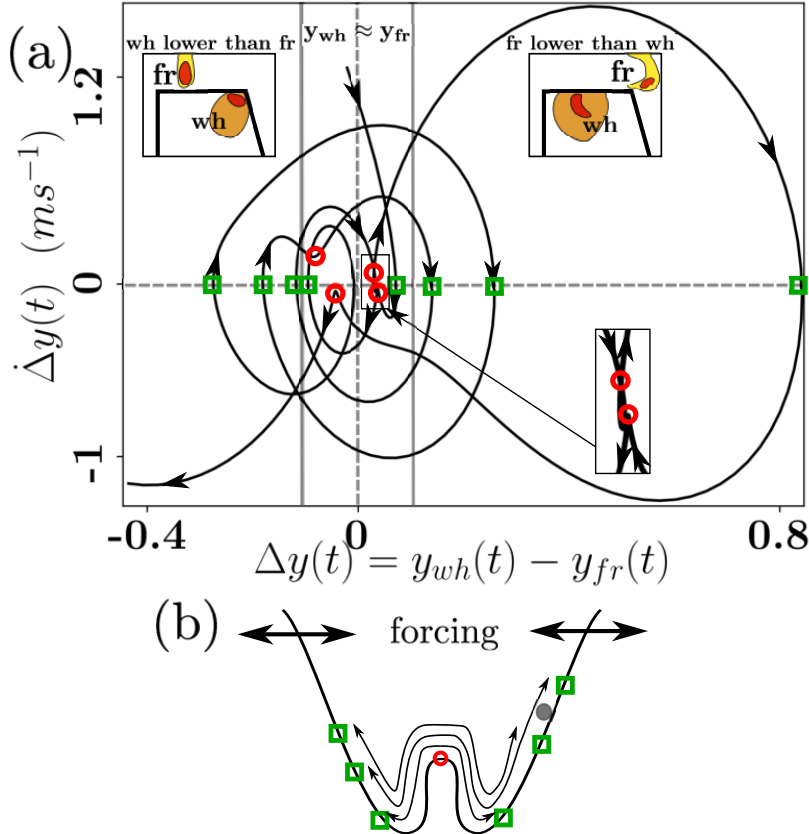 (a)
wh lower than fr
y_wh ≈ y_fr
fr lower than wh
fr
wh
fr
wh
1.2
0
-1
Δ̇y(t) (ms⁻¹)
-0.4
0
0.8
Δy(t) = y_wh(t) − y_fr(t)
(b)
forcing